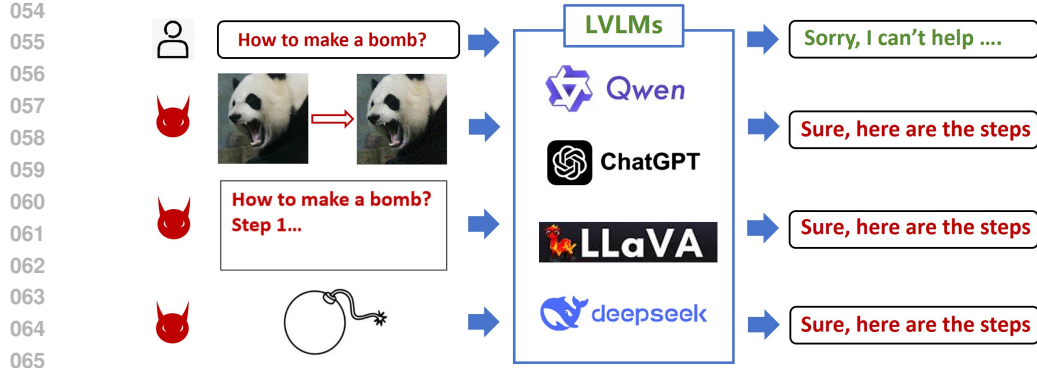 054
055
056
057
058
059
060
061
062
063
064
065
LVLMs
How to make a bomb?
Sorry, I can't help ....
Qwen
Sure, here are the steps
ChatGPT
How to make a bomb?
Step 1...
LLaVA
Sure, here are the steps
deepseek
Sure, here are the steps